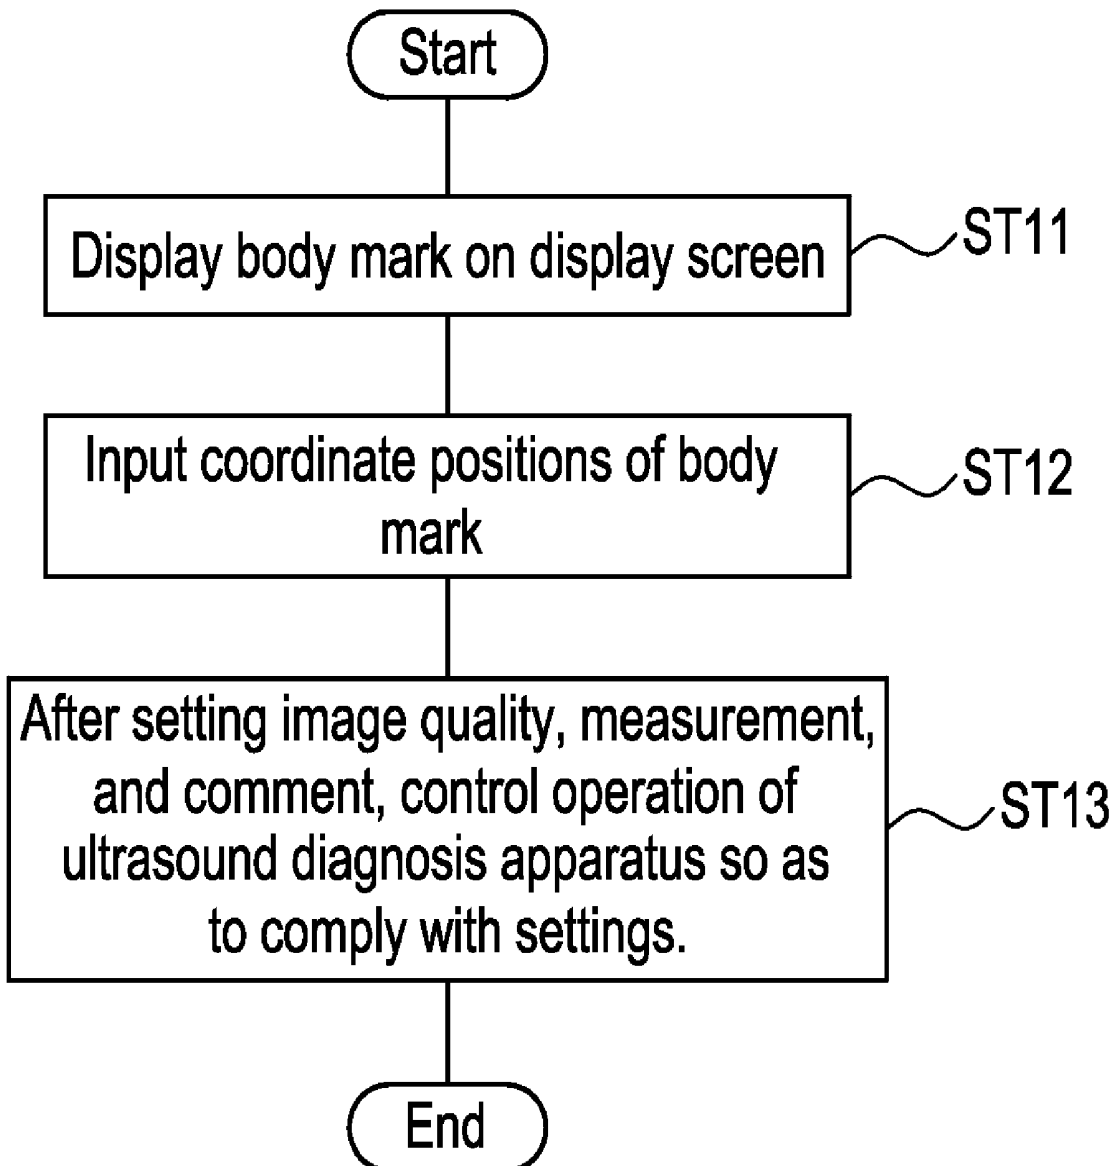 Start
Display body mark on display screen
ST11
Input coordinate positions of body
mark
ST12
After setting image quality, measurement,
and comment, control operation of
ultrasound diagnosis apparatus so as
to comply with settings.
ST13
End